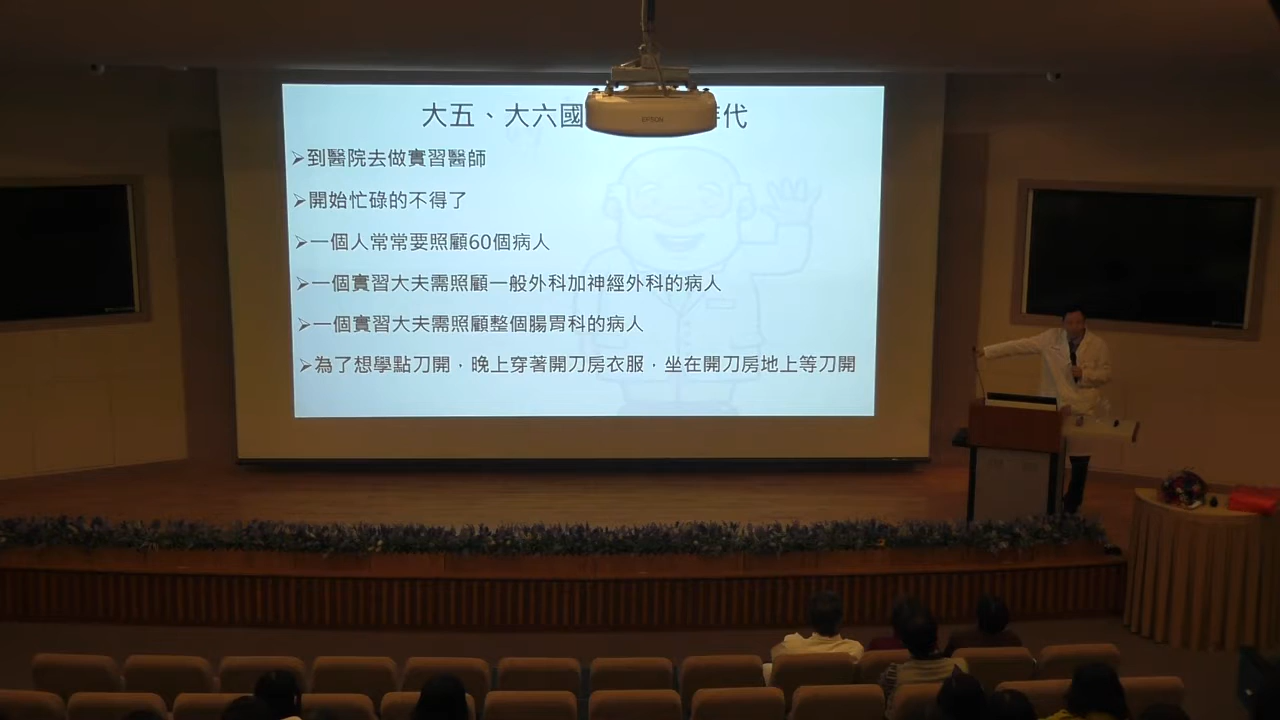 大五、大六國 代
➢到醫院去做實習醫師
➢開始忙碌的不得了
➢一個人常常要照顧60個病人
➢一個實習大夫需照顧一般外科加神經外科的病人
➢一個實習大夫需照顧整個腸胃科的病人
➢為了想學點刀開，晚上穿著開刀房衣服，坐在開刀房地上等刀開
EPSON